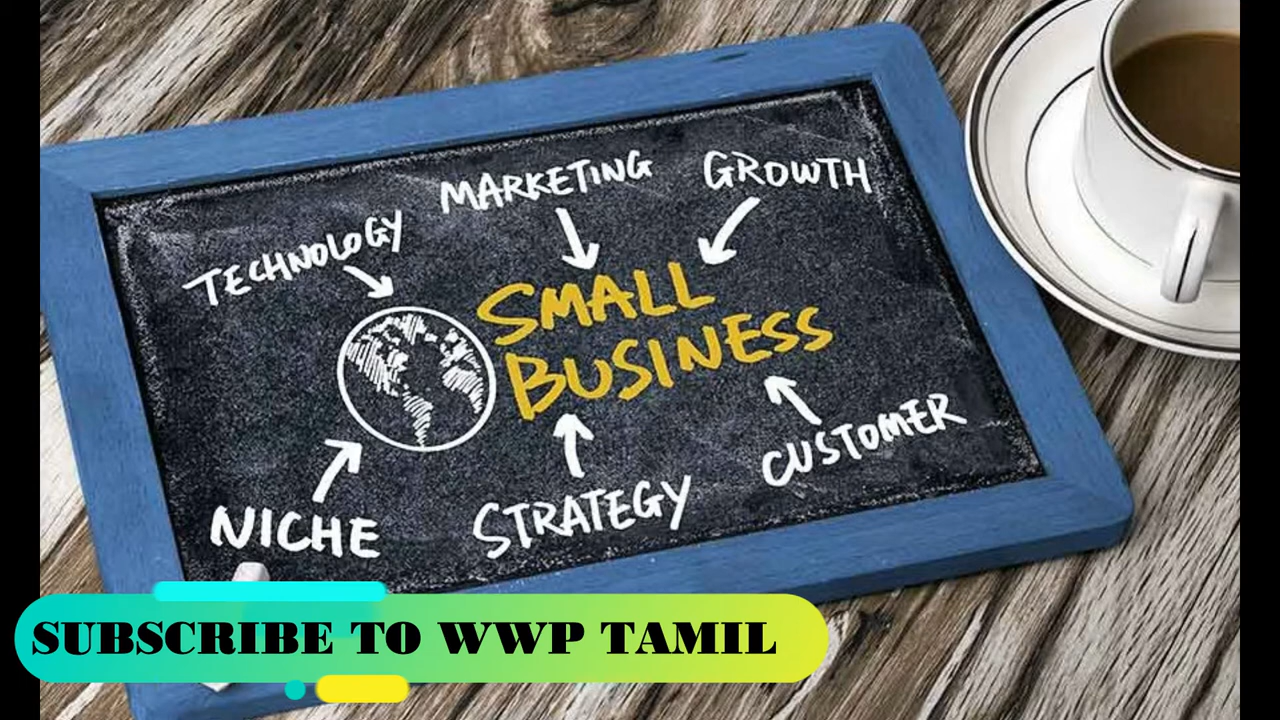 MARKETING
GROWTH
TECHNOLOGY
SMALL
BUSINESS
CUSTOMER
NICHE
STRATEGY
SUBSCRIBE TO WWP TAMIL